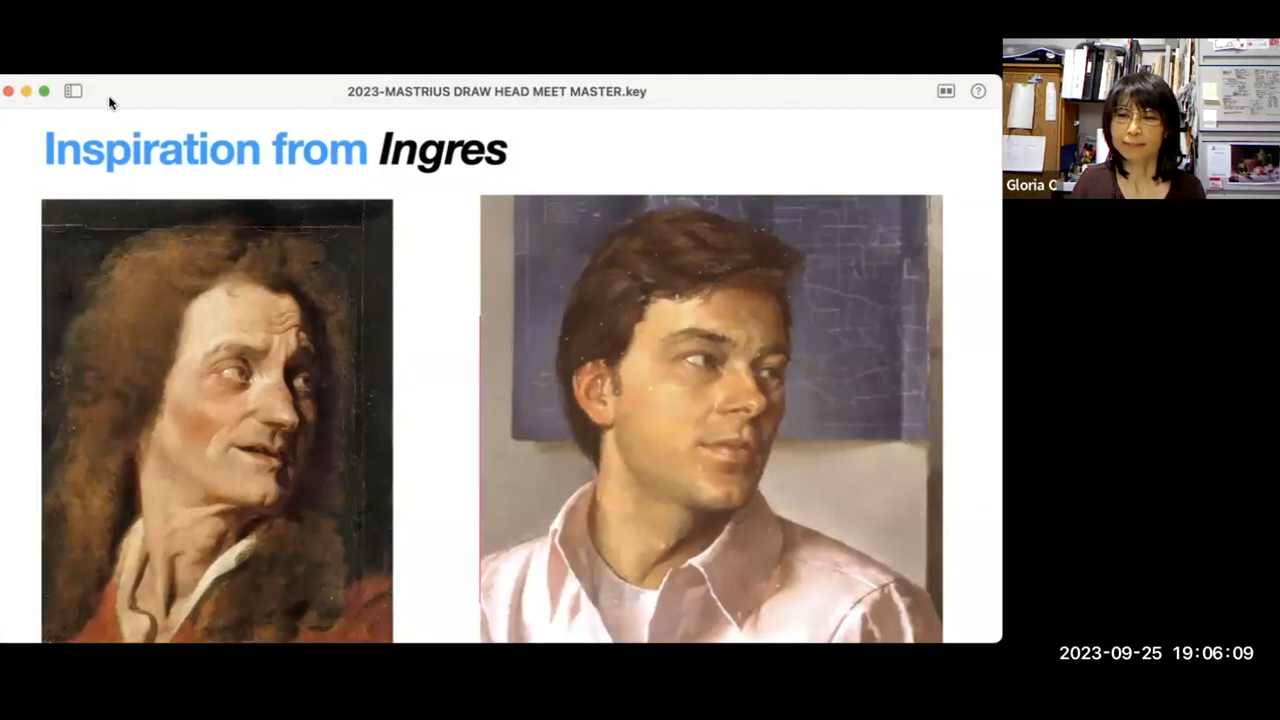 2023-MASTRIUS DRAW HEAD MEET MASTER.key
Inspiration from Ingres
Gloria C
2023-09-25 19:06:09